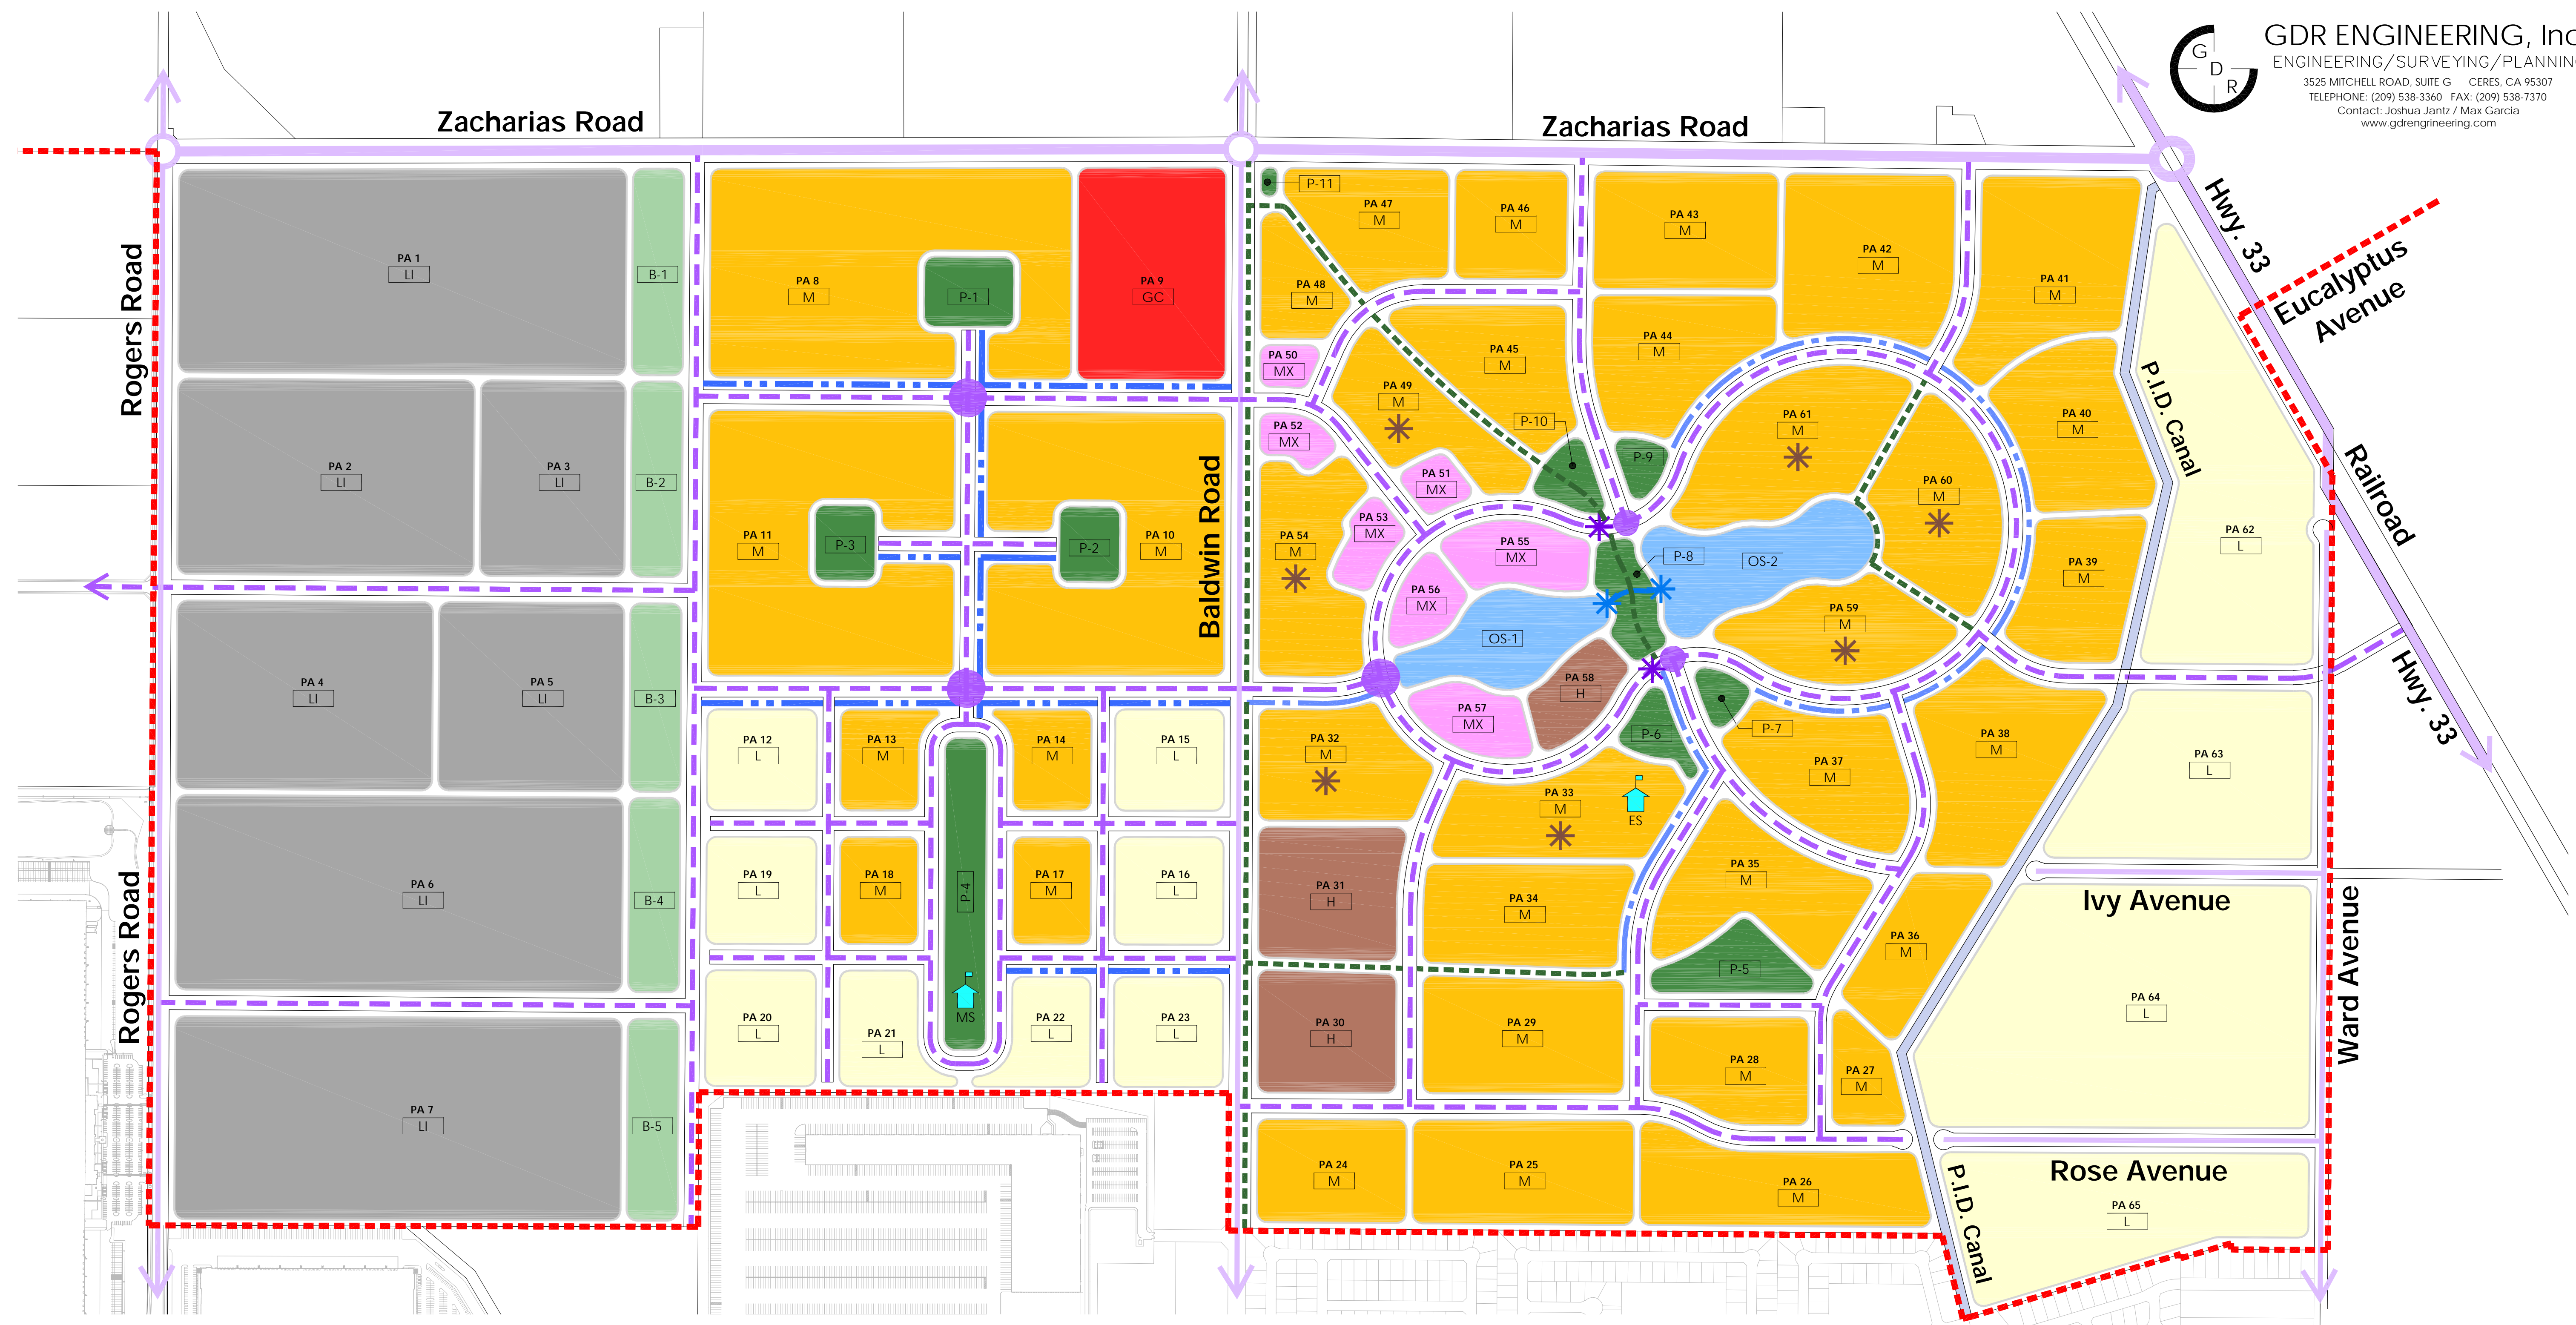 GDR ENGINEERING, Inc
ENGINEERING/SURVEYING/PLANNING
3525 MITCHELL ROAD, SUITE G CERES, CA 95307
TELEPHONE: (209) 538-3360 FAX: (209) 538-7370
Contact: Joshua Jantz / Max Garcia
www.gdrengrineering.com
G
D
R
Zacharias Road
Zacharias Road
Hwy. 33
Eucalyptus
Avenue
Rogers Road
PA 1
LI
B-1
PA 8
M
P-1
PA 9
GC
P-11
PA 47
M
PA 46
M
PA 43
M
PA 42
M
PA 41
M
PA 48
M
PA 50
MX
PA 49
M
PA 45
M
PA 44
M
P.I.D. Canal
PA 2
LI
PA 3
LI
B-2
PA 11
M
P-3
P-2
PA 10
M
Baldwin Road
PA 52
MX
PA 51
MX
P-10
P-9
PA 61
M
PA 60
M
PA 40
M
Railroad
PA 62
L
PA 54
M
PA 53
MX
PA 55
MX
PA 56
MX
P-8
OS-2
OS-1
PA 59
M
PA 39
M
PA 4
LI
PA 5
LI
B-3
PA 58
H
PA 57
MX
P-6
P-7
Hwy. 33
PA 12
L
PA 13
M
PA 14
M
PA 15
L
PA 32
M
PA 33
M
ES
PA 37
M
PA 38
M
PA 63
L
Rogers Road
PA 6
LI
B-4
PA 19
L
PA 18
M
P-4
PA 17
M
PA 16
L
PA 31
H
PA 34
M
PA 35
M
PA 36
M
Ivy Avenue
P-5
PA 64
L
Ward Avenue
PA 20
L
PA 21
L
MS
PA 22
L
PA 23
L
PA 30
H
PA 29
M
PA 28
M
PA 27
M
PA 7
LI
B-5
PA 24
M
PA 25
M
PA 26
M
P.I.D. Canal
Rose Avenue
PA 65
L